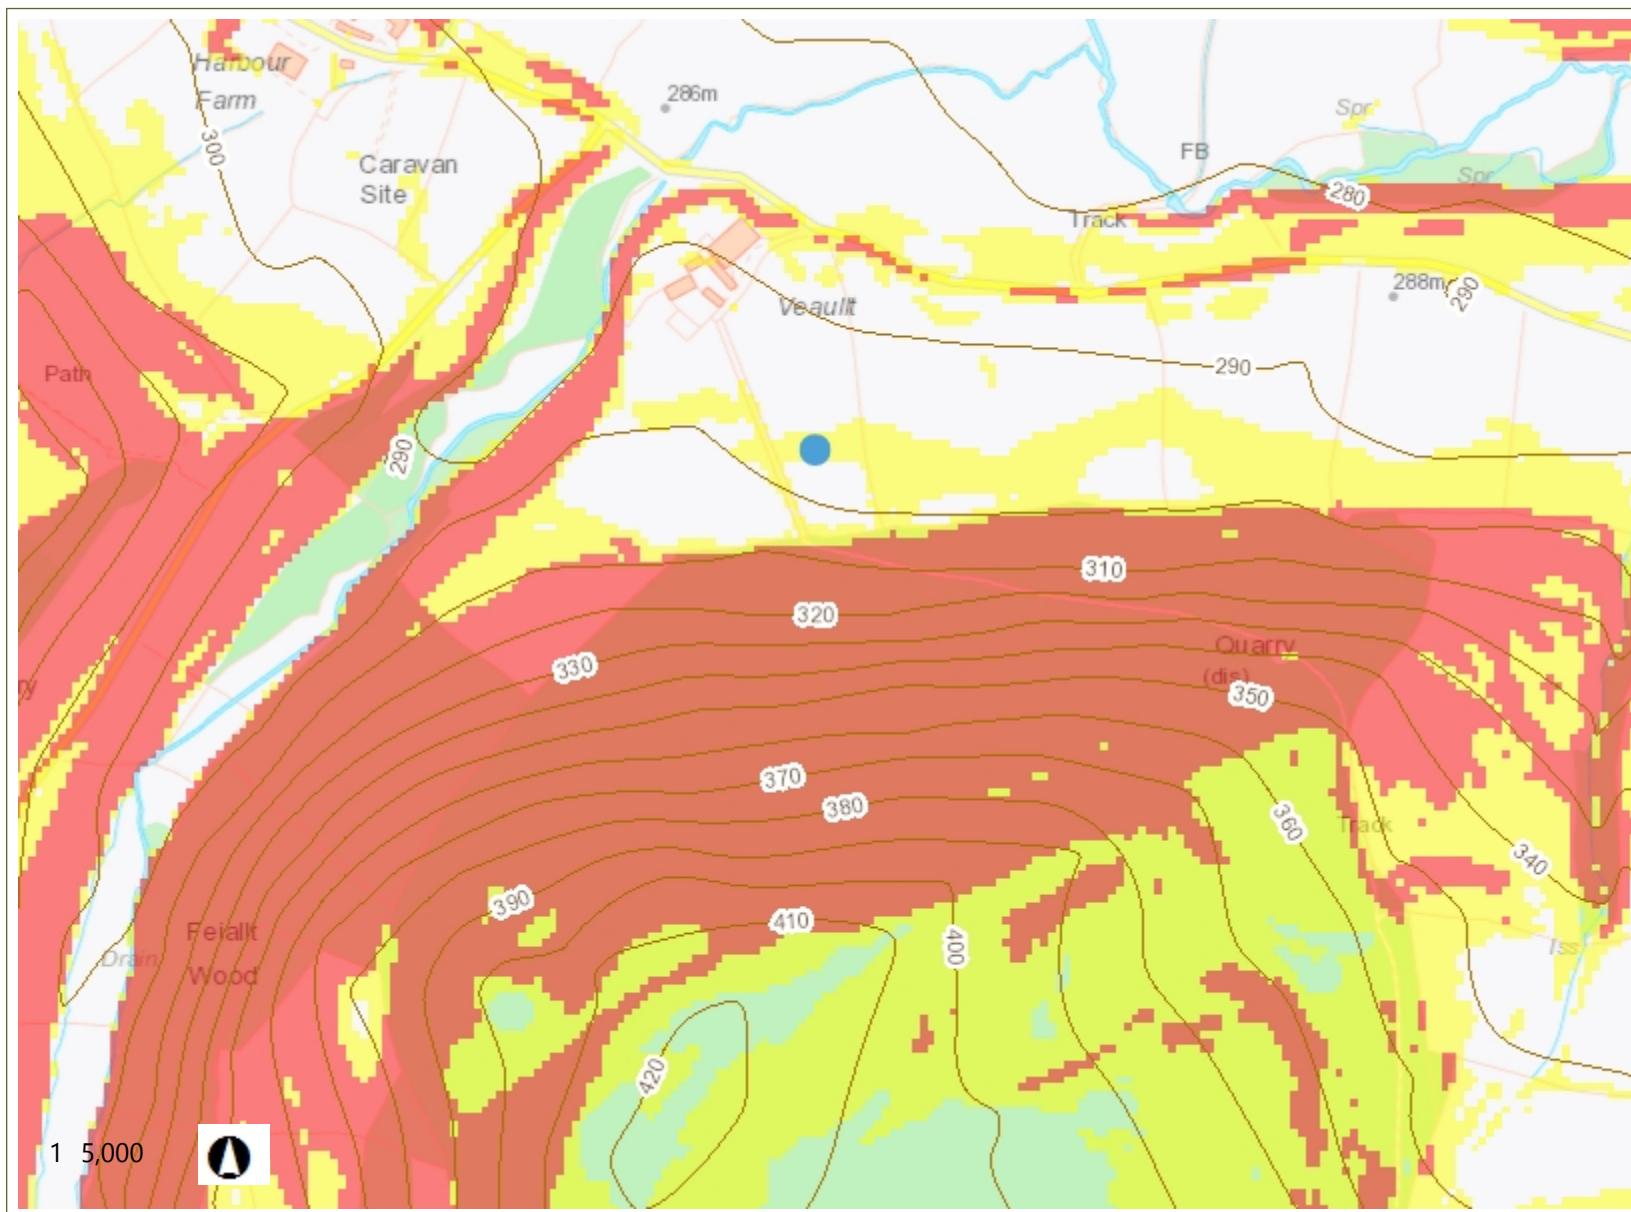 Harbour
Farm
286m
300
Caravan
Site
Spr
FB
Spr
280
Track
288m
290
Veaullt
290
Path
290
310
320
Quarry
(dis)
330
350
ry
370
380
360
Track
340
390
410
400
Feiallt
Wood
Drain
Iss
420
1 5,000